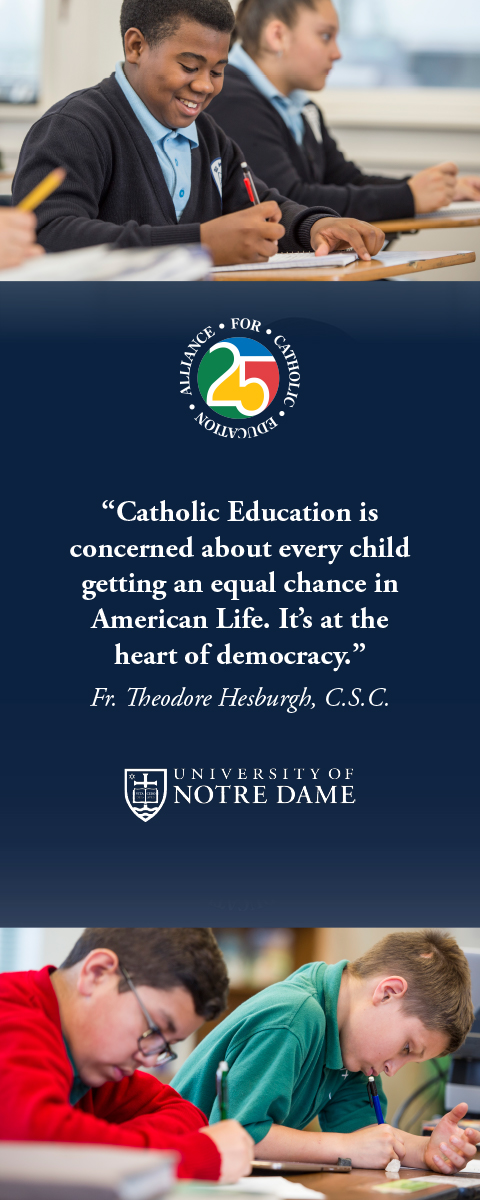 ALLIANCE • FOR • CATHOLIC • EDUCATION •
25
“Catholic Education is
concerned about every child
getting an equal chance in
American Life. It’s at the
heart of democracy.”
Fr. Theodore Hesburgh, C.S.C.
UNIVERSITY OF
NOTRE DAME